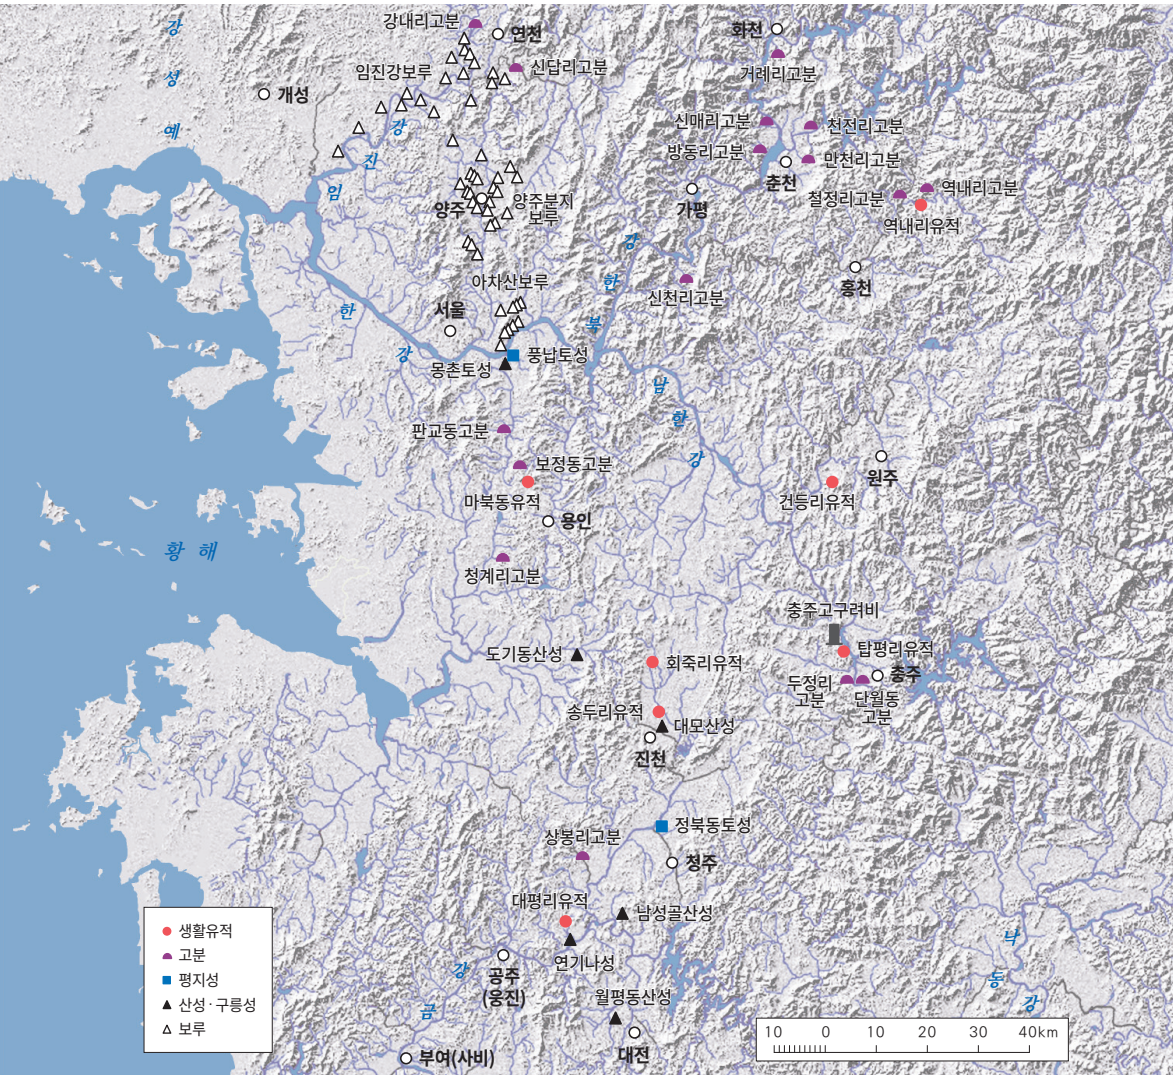 강내리고분
연천
화천
강
성
예
강
임진강보루
신답리고분
거례리고분
개성
강
진
임
신매리고분
천전리고분
방동리고분
만천리고분
춘천
양주
양주분지
보루
가평
철정리고분
역내리고분
역내리유적
강
한
북
홍천
아차산보루
신천리고분
서울
한
강
풍납토성
몽촌토성
남
한
강
판교동고분
보정동고분
마북동유적
원주
건등리유적
용인
황 해
청계리고분
충주고구려비
도기동산성
회죽리유적
탑평리유적
충주
두정리
고분
단월동
고분
송두리유적
대모산성
진천
정북동토성
상봉리고분
청주
대평리유적
남성골산성
연기나성
공주
(웅진)
강
금
월평동산성
대전
부여(사비)
낙
동
강
생활유적
고분
평지성
산성·구릉성
보루
10 0 10 20 30 40km